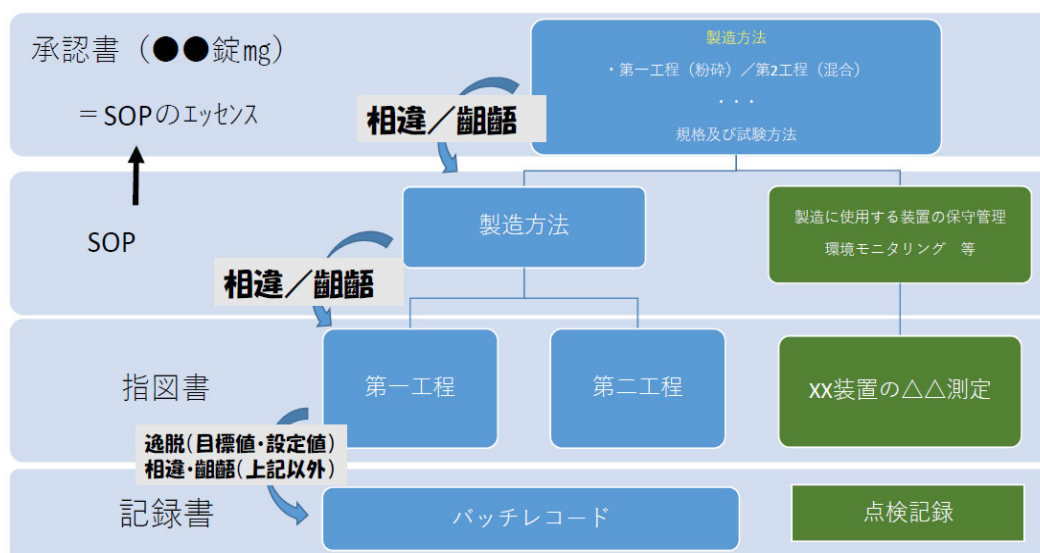 承認書（●●錠㎎）
＝SOPのエッセンス
製造方法
・第一工程（粉砕）／第2工程（混合）
・・・
規格及び試験方法
相違／齟齬
SOP
製造方法
製造に使用する装置の保守管理
環境モニタリング　等
相違／齟齬
指図書
第一工程
第二工程
XX装置の△△測定
逸脱(目標値･設定値)
相違･齟齬(上記以外)
記録書
バッチレコード
点検記録